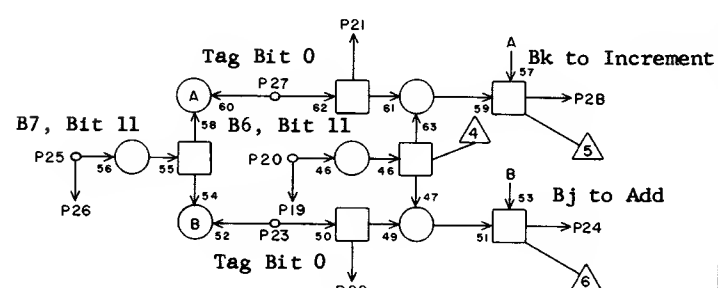 P21
Tag Bit 0
A
Bk to Increment
57
A
P27
60
62
61
59
P28
B7, Bit 11
58
B6, Bit 11
63
4
5
P25
56
55
P20
46
46
P26
54
P19
47
B
53
Bj to Add
B
52
P23
50
49
51
P24
Tag Bit 0
6